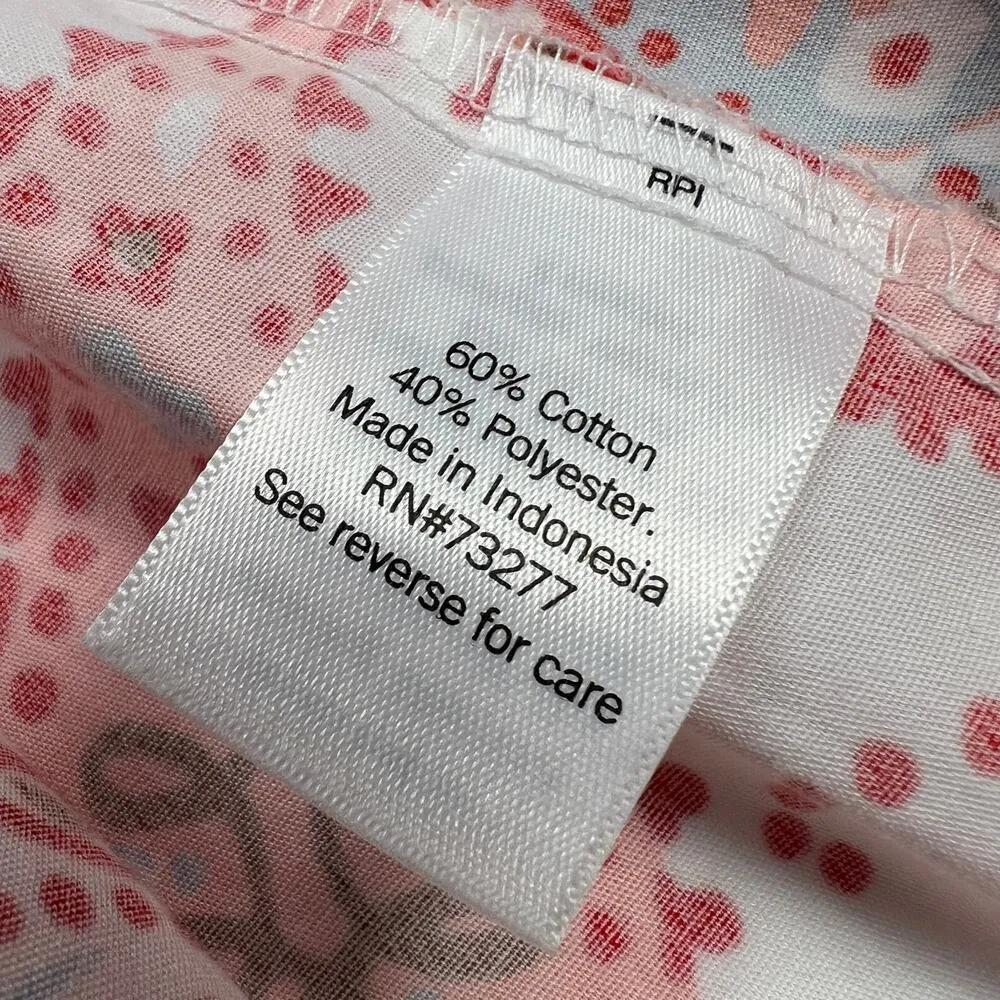 RPI
60% Cotton
40% Polyester.
Made in Indonesia
RN#73277
See reverse for care